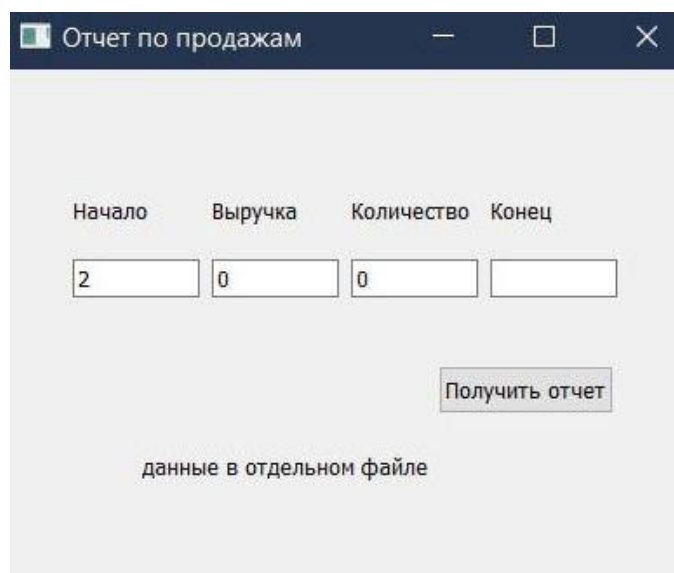 Отчет по продажам
Начало Выручка Количество Конец
2 0 0
Получить отчет
данные в отдельном файле